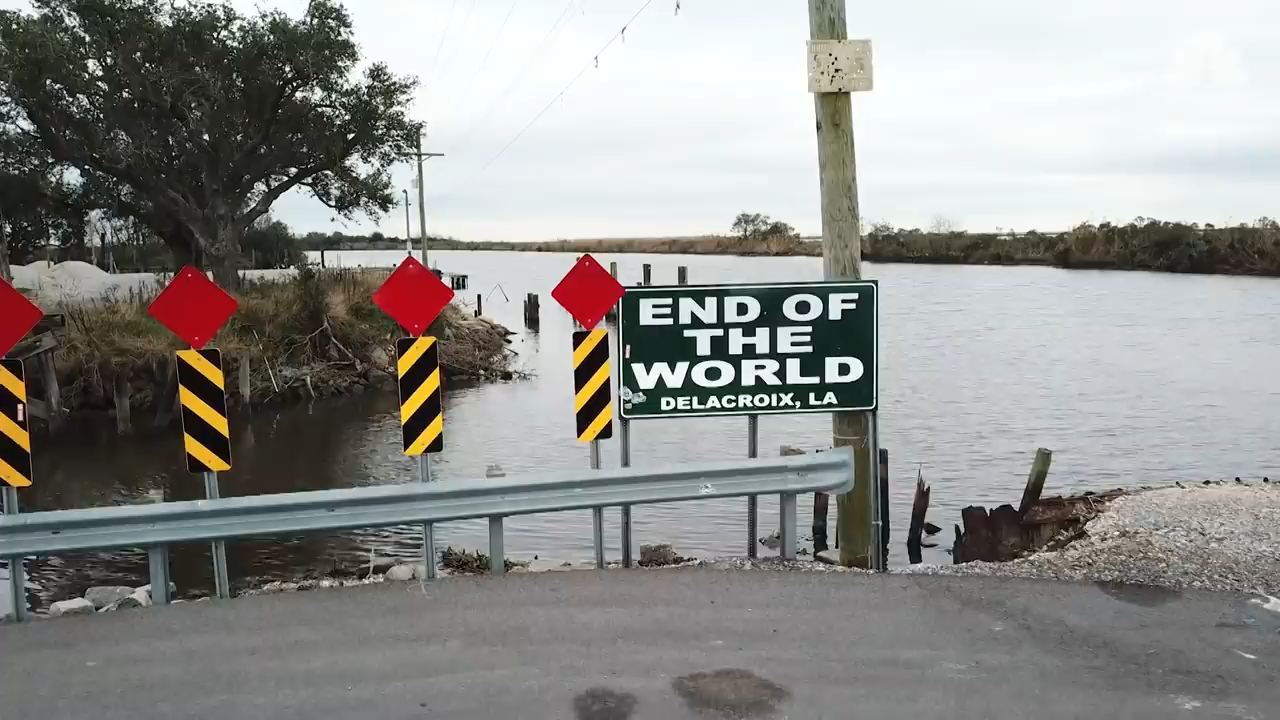 END OF
THE
WORLD
DELACROIX, LA